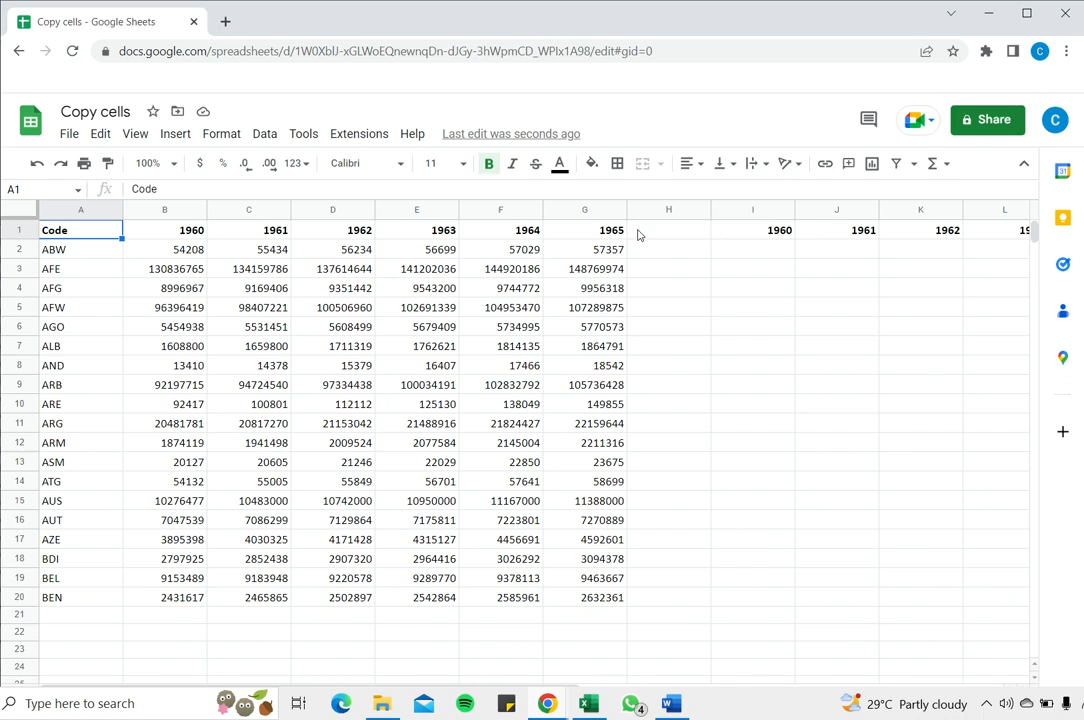 Copy cells - Google Sheets
docs.google.com/spreadsheets/d/1W0XblJ-xGLWoEQnewnqDn-dJGy-3hWpmCD_WPIx1A98/edit#gid=0
C
Copy cells
File Edit View Insert Format Data Tools Extensions Help Last edit was seconds ago
Share
C
100% $ % .0 .00 123 Calibri 11 B I S A
A1 fx Code
A B C D E F G H I J K L
1 Code 1960 1961 1962 1963 1964 1965 1960 1961 1962 19
2 ABW 54208 55434 56234 56699 57029 57357
3 AFE 130836765 134159786 137614644 141202036 144920186 148769974
4 AFG 8996967 9169406 9351442 9543200 9744772 9956318
5 AFW 96396419 98407221 100506960 102691339 104953470 107289875
6 AGO 5454938 5531451 5608499 5679409 5734995 5770573
7 ALB 1608800 1659800 1711319 1762621 1814135 1864791
8 AND 13410 14378 15379 16407 17466 18542
9 ARB 92197715 94724540 97334438 100034191 102832792 105736428
10 ARE 92417 100801 112112 125130 138049 149855
11 ARG 20481781 20817270 21153042 21488916 21824427 22159644
12 ARM 1874119 1941498 2009524 2077584 2145004 2211316
13 ASM 20127 20605 21246 22029 22850 23675
14 ATG 54132 55005 55849 56701 57641 58699
15 AUS 10276477 10483000 10742000 10950000 11167000 11388000
16 AUT 7047539 7086299 7129864 7175811 7223801 7270889
17 AZE 3895398 4030325 4171428 4315127 4456691 4592601
18 BDI 2797925 2852438 2907320 2964416 3026292 3094378
19 BEL 9153489 9183948 9220578 9289770 9378113 9463667
20 BEN 2431617 2465865 2502897 2542864 2585961 2632361
21
22
23
24
31
Type here to search
4
29°C Partly cloudy